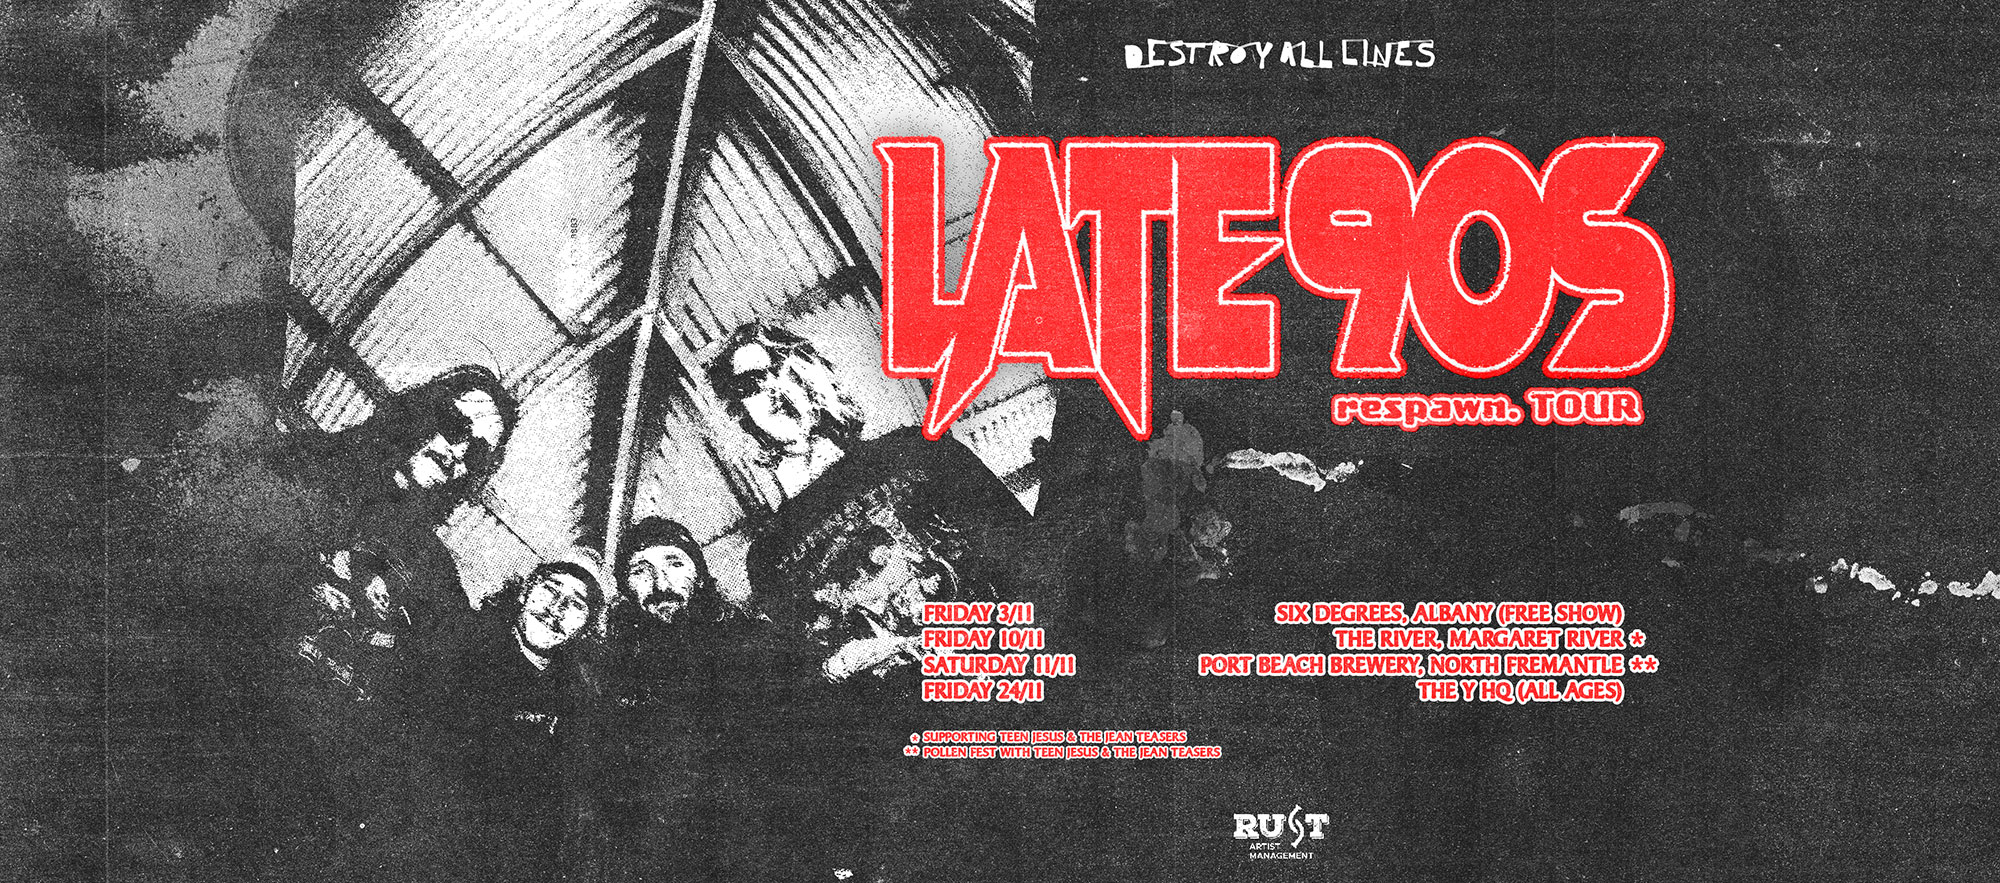 DESTROY ALL LINES
LATE 90S
respawn. TOUR
FRIDAY 3/11 SIX DEGREES, ALBANY (FREE SHOW)
FRIDAY 10/11 THE RIVER, MARGARET RIVER *
SATURDAY 11/11 PORT BEACH BREWERY, NORTH FREMANTLE **
FRIDAY 24/11 THE Y HQ (ALL AGES)
* SUPPORTING TEEN JESUS & THE JEAN TEASERS
** POLLEN FEST WITH TEEN JESUS & THE JEAN TEASERS
RUST
ARTIST
MANAGEMENT